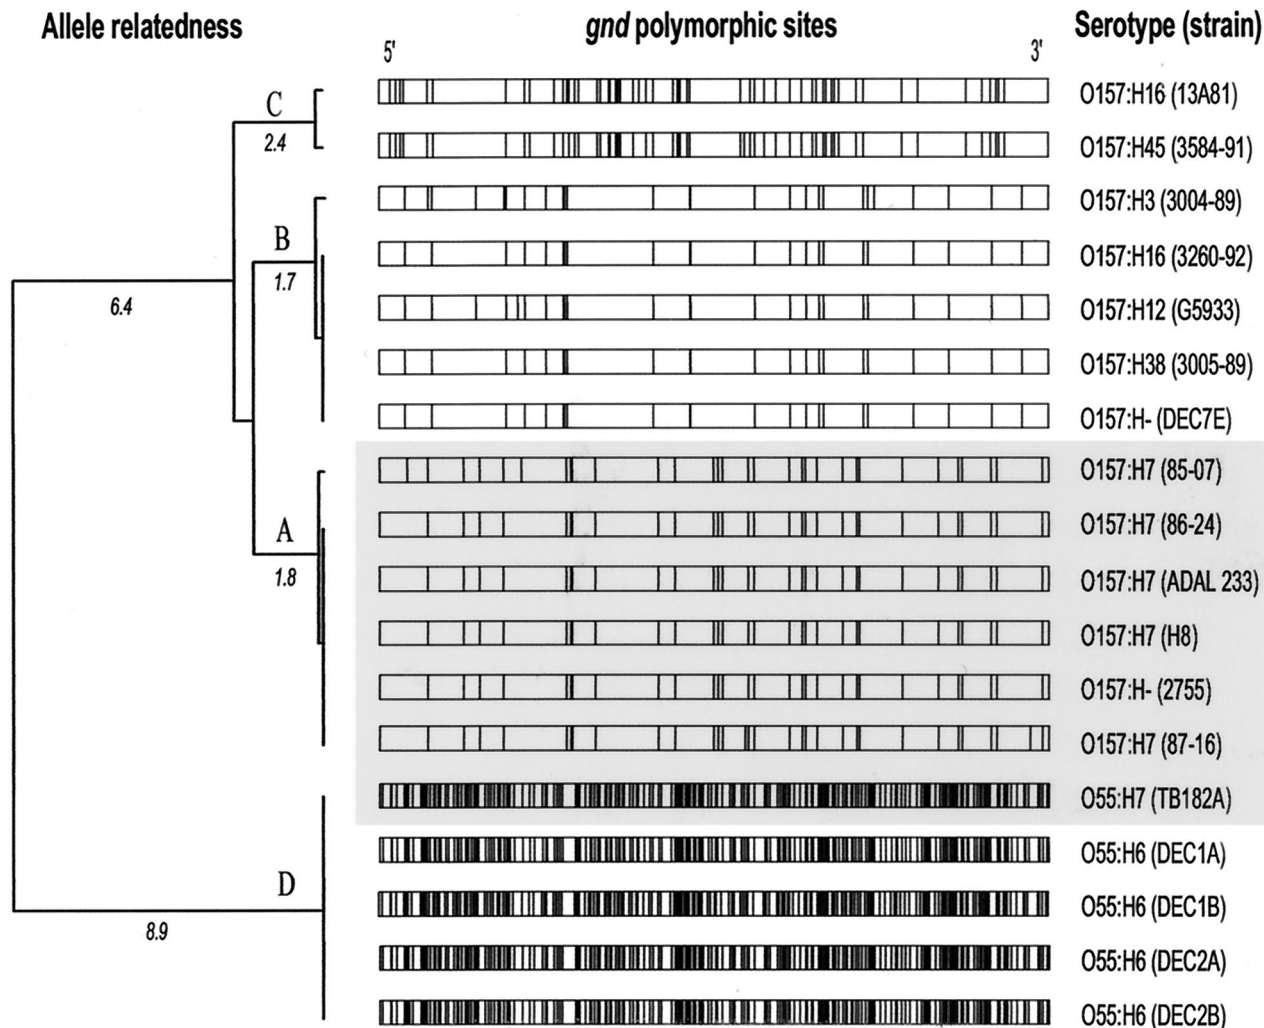 Allele relatedness gnd polymorphic sites Serotype (strain)
5' 3'
C O157:H16 (13A81)
2.4 O157:H45 (3584-91)
O157:H3 (3004-89)
B O157:H16 (3260-92)
1.7
6.4 O157:H12 (G5933)
O157:H38 (3005-89)
O157:H- (DEC7E)
O157:H7 (85-07)
A O157:H7 (86-24)
1.8 O157:H7 (ADAL 233)
O157:H7 (H8)
O157:H- (2755)
O157:H7 (87-16)
O55:H7 (TB182A)
O55:H6 (DEC1A)
D O55:H6 (DEC1B)
8.9 O55:H6 (DEC2A)
O55:H6 (DEC2B)